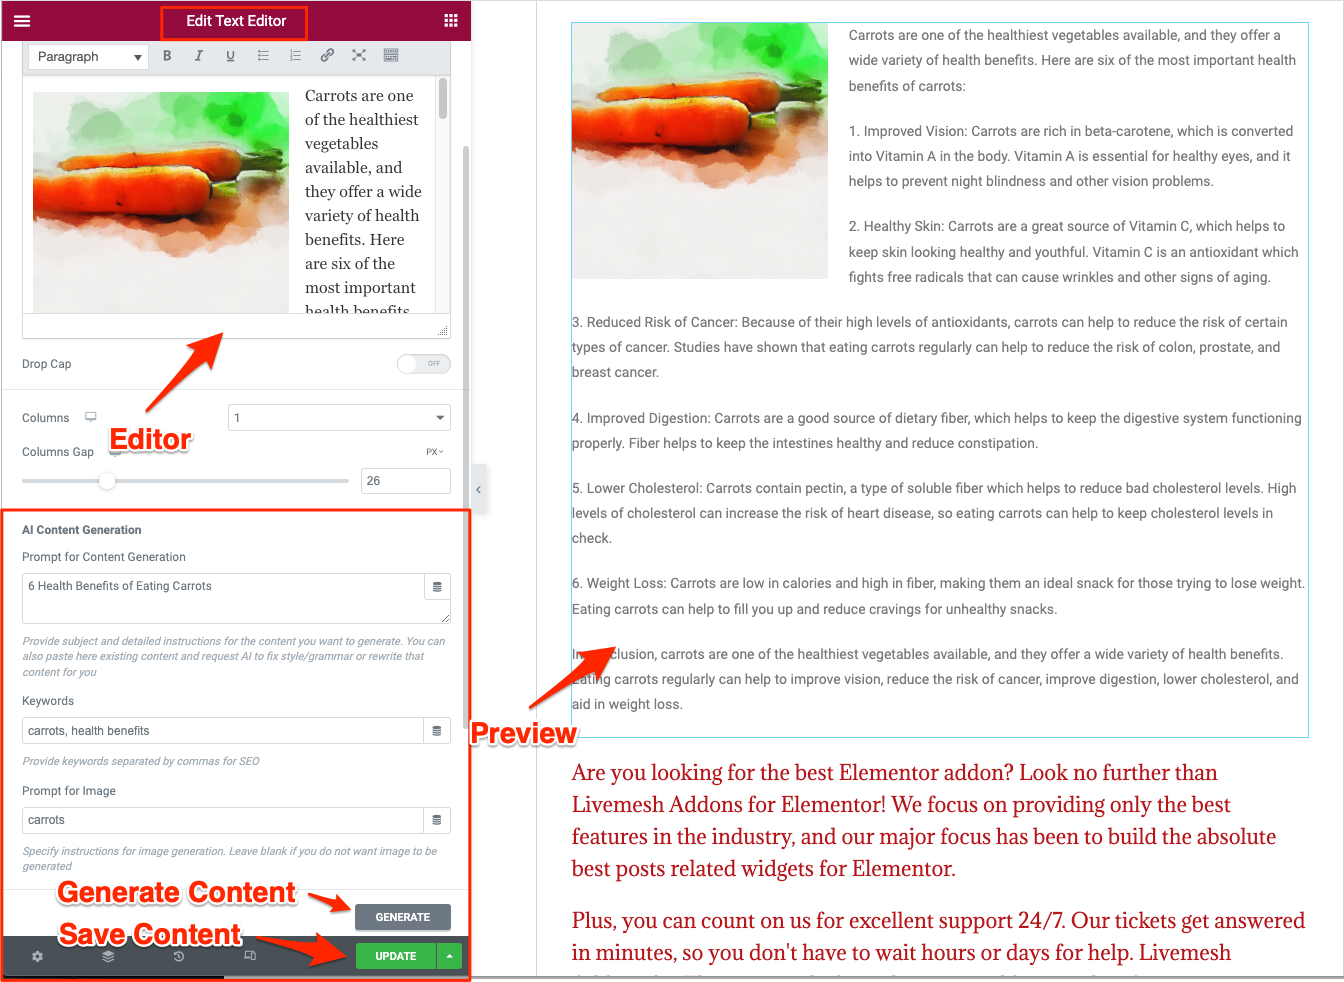 Edit Text Editor
Paragraph
B I U
Carrots are one
of the healthiest
vegetables
available, and
they offer a wide
variety of health
benefits. Here
are six of the
most important
health benefits
Drop Cap
OFF
Columns
1
Editor
Columns Gap
PX
26
AI Content Generation
Prompt for Content Generation
6 Health Benefits of Eating Carrots
Provide subject and detailed instructions for the content you want to generate. You can
also paste here existing content and request AI to fix style/grammar or rewrite that
content for you
Keywords
carrots, health benefits
Provide keywords separated by commas for SEO
Prompt for Image
carrots
Specify instructions for image generation. Leave blank if you do not want image to be
generated
Generate Content
GENERATE
Save Content
UPDATE
Carrots are one of the healthiest vegetables available, and they offer a
wide variety of health benefits. Here are six of the most important health
benefits of carrots:
1. Improved Vision: Carrots are rich in beta-carotene, which is converted
into Vitamin A in the body. Vitamin A is essential for healthy eyes, and it
helps to prevent night blindness and other vision problems.
2. Healthy Skin: Carrots are a great source of Vitamin C, which helps to
keep skin looking healthy and youthful. Vitamin C is an antioxidant which
fights free radicals that can cause wrinkles and other signs of aging.
3. Reduced Risk of Cancer: Because of their high levels of antioxidants, carrots can help to reduce the risk of certain
types of cancer. Studies have shown that eating carrots regularly can help to reduce the risk of colon, prostate, and
breast cancer.
4. Improved Digestion: Carrots are a good source of dietary fiber, which helps to keep the digestive system functioning
properly. Fiber helps to keep the intestines healthy and reduce constipation.
5. Lower Cholesterol: Carrots contain pectin, a type of soluble fiber which helps to reduce bad cholesterol levels. High
levels of cholesterol can increase the risk of heart disease, so eating carrots can help to keep cholesterol levels in
check.
6. Weight Loss: Carrots are low in calories and high in fiber, making them an ideal snack for those trying to lose weight.
Eating carrots can help to fill you up and reduce cravings for unhealthy snacks.
In conclusion, carrots are one of the healthiest vegetables available, and they offer a wide variety of health benefits.
Eating carrots regularly can help to improve vision, reduce the risk of cancer, improve digestion, lower cholesterol, and
aid in weight loss.
Preview
Are you looking for the best Elementor addon? Look no further than
Livemesh Addons for Elementor! We focus on providing only the best
features in the industry, and our major focus has been to build the absolute
best posts related widgets for Elementor.
Plus, you can count on us for excellent support 24/7. Our tickets get answered
in minutes, so you don't have to wait hours or days for help. Livemesh